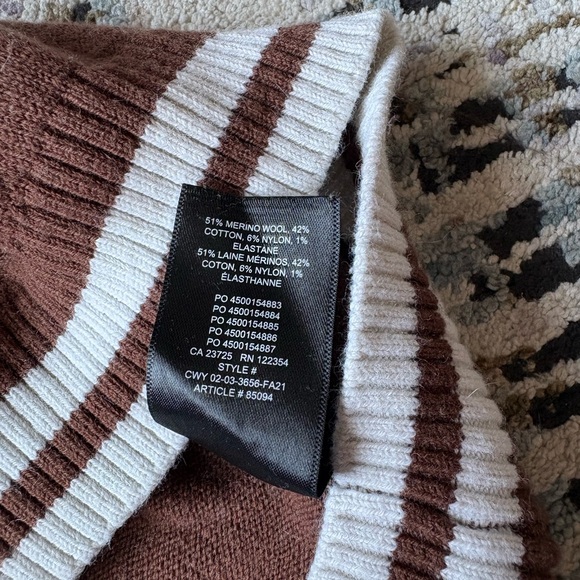 51% MERINO WOOL, 42%
COTTON, 6% NYLON, 1%
ELASTANE
51% LAINE MÉRINOS, 42%
COTON, 6% NYLON, 1%
ÉLASTHANNE
PO 4500154883
PO 4500154884
PO 4500154885
PO 4500154886
PO 4500154887
CA 23725 RN 122354
STYLE #
CWY 02-03-3656-FA21
ARTICLE # 85094